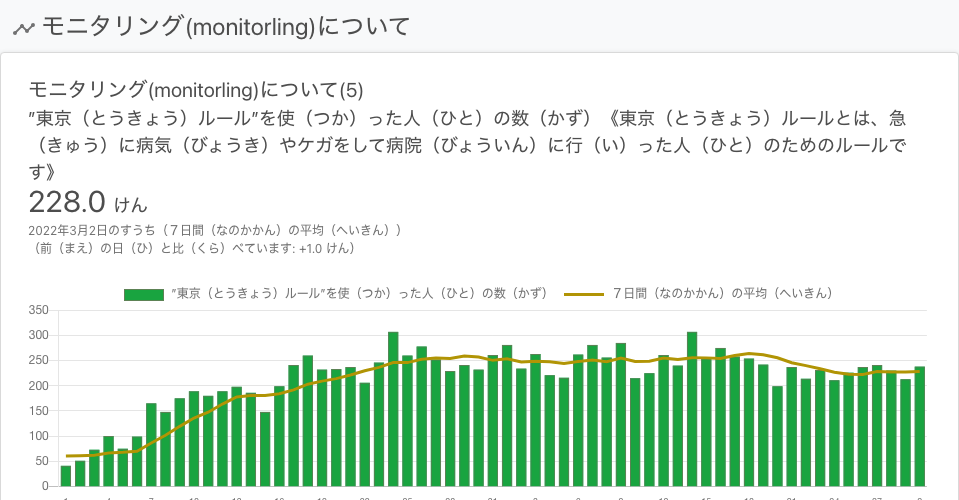 モニタリング(monitorling)について
モニタリング(monitorling)について(5)
”東京（とうきょう）ルール”を使（つか）った人（ひと）の数（かず）《東京（とうきょう）ルールとは、急
（きゅう）に病気（びょうき）やケガをして病院（びょういん）に行（い）った人（ひと）のためのルールで
す》
228.0 けん
2022年3月2日のすうち（７日間（なのかかん）の平均（へいきん））
（前（まえ）の日（ひ）と比（くら）べています: +1.0 けん）
”東京（とうきょう）ルール”を使（つか）った人（ひと）の数（かず） ７日間（なのかかん）の平均（へいきん）
350
300
250
200
150
100
50
0